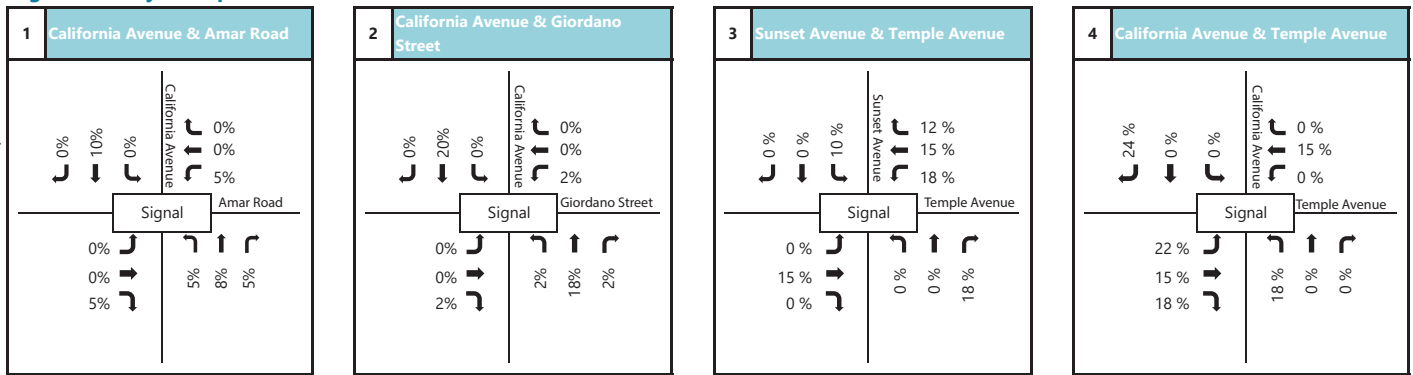 1 California Avenue & Amar Road
California Avenue
0% 10% 0%
0%
0%
5%
Signal
Amar Road
0%
0%
5%
5% 8% 5%
2 California Avenue & Giordano
Street
California Avenue
0% 20% 0%
0%
0%
2%
Signal
Giordano Street
0%
0%
2%
2% 18% 2%
3 Sunset Avenue & Temple Avenue
Sunset Avenue
0 % 0 % 10 %
12 %
15 %
18 %
Signal
Temple Avenue
0 %
15 %
0 %
0 % 0 % 18 %
4 California Avenue & Temple Avenue
California Avenue
24 % 0 % 0 %
0 %
15 %
0 %
Signal
Temple Avenue
22 %
15 %
18 %
18 % 0 % 0 %